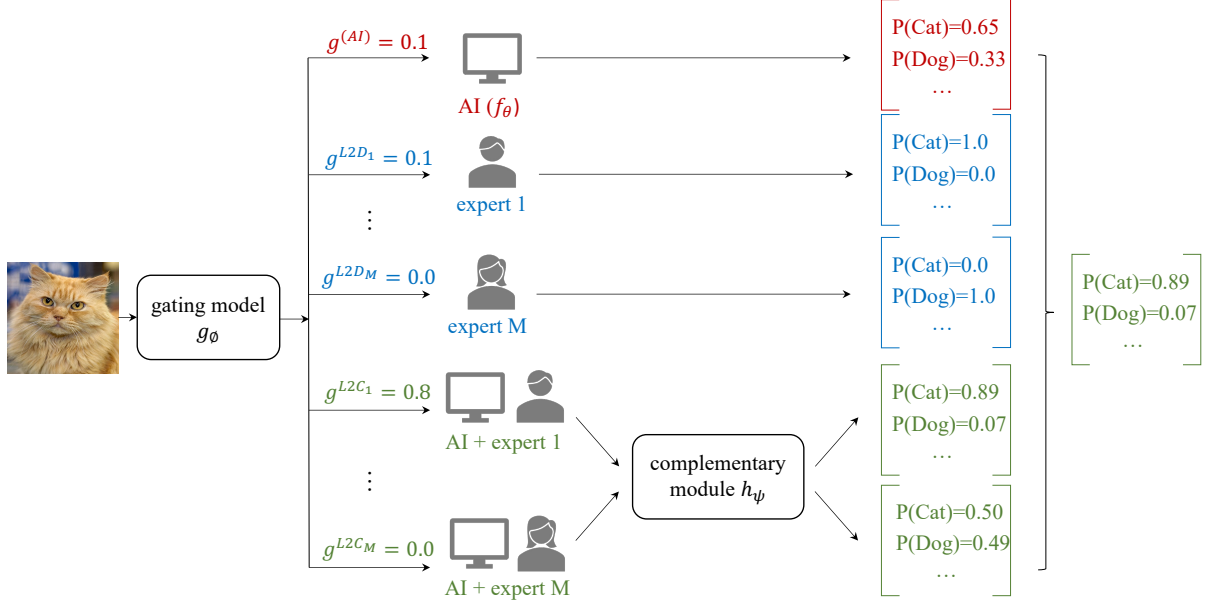 g^(AI) = 0.1
AI (f_θ)
P(Cat)=0.65
P(Dog)=0.33
…
g^L2D_1 = 0.1
expert 1
P(Cat)=1.0
P(Dog)=0.0
…
⋮
g^L2D_M = 0.0
expert M
P(Cat)=0.0
P(Dog)=1.0
…
gating model
g_∅
P(Cat)=0.89
P(Dog)=0.07
…
g^L2C_1 = 0.8
AI + expert 1
P(Cat)=0.89
P(Dog)=0.07
…
⋮
complementary
module h_ψ
g^L2C_M = 0.0
AI + expert M
P(Cat)=0.50
P(Dog)=0.49
…